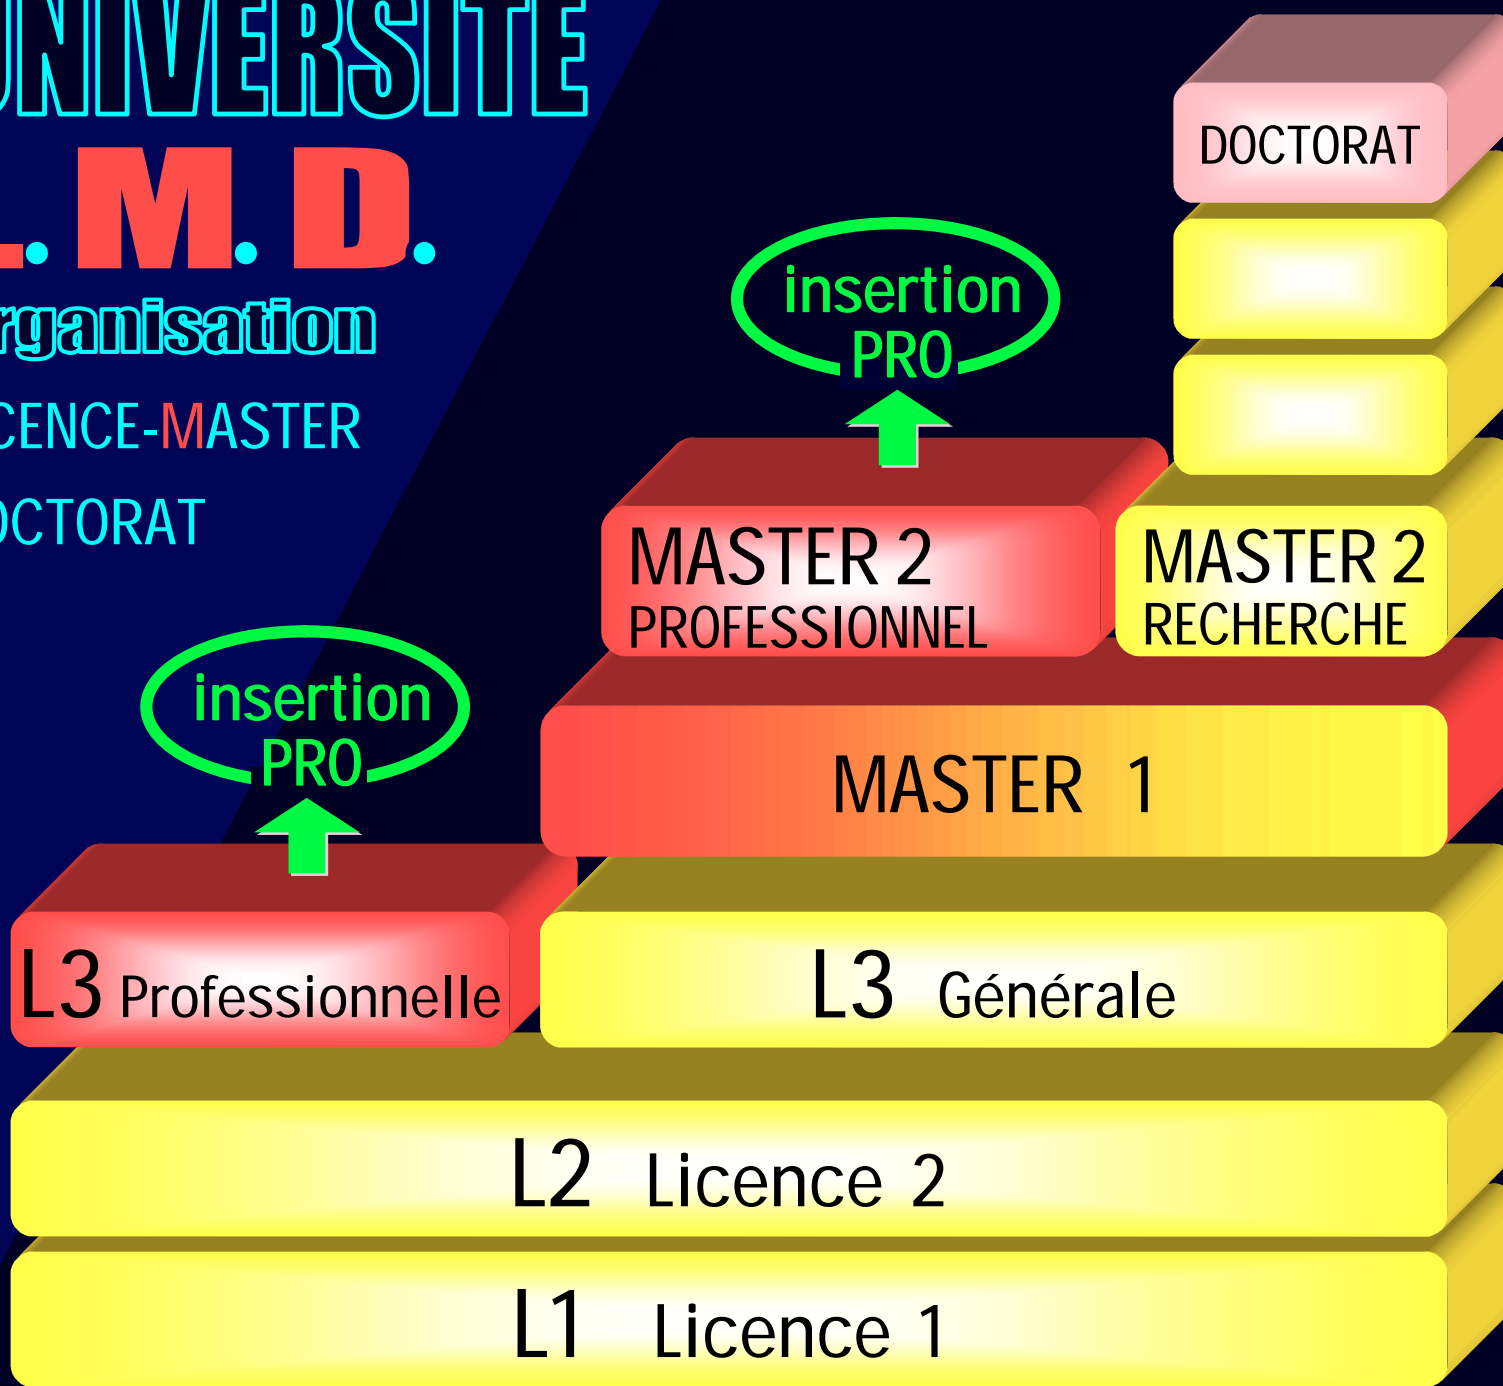 UNIVERSITE
L. M. D.
rganisation
CENCE-MASTER
OCTORAT
DOCTORAT
insertion
PRO
MASTER 2
PROFESSIONNEL
MASTER 2
RECHERCHE
insertion
PRO
MASTER 1
L3 Professionnelle
L3 Générale
L2 Licence 2
L1 Licence 1